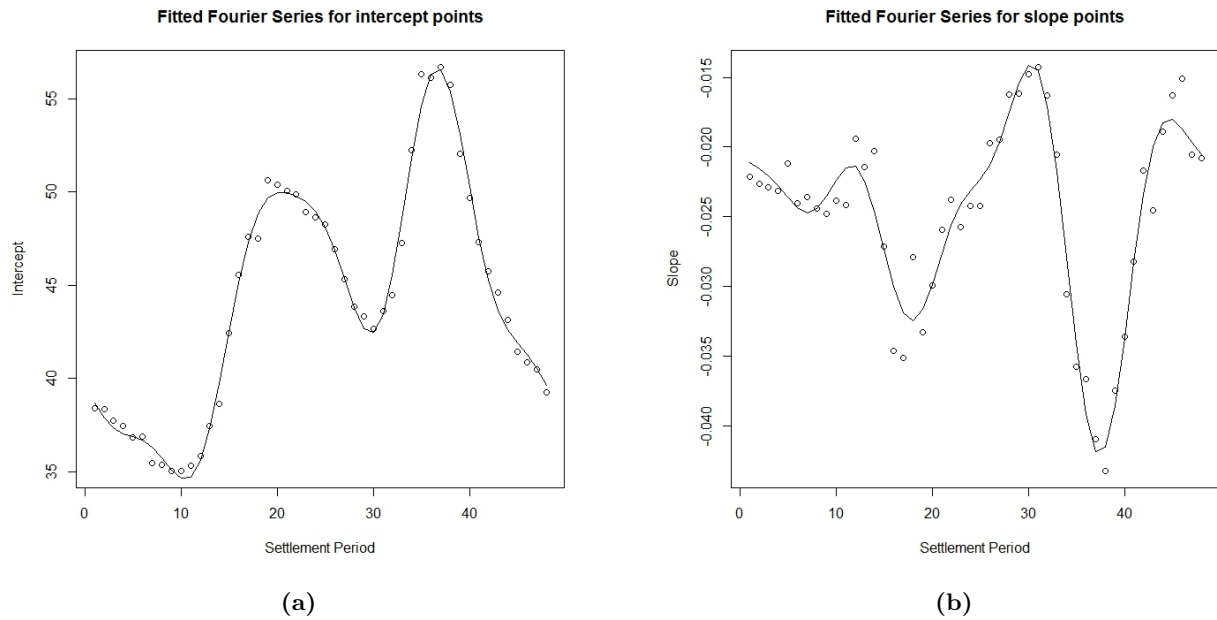 Fitted Fourier Series for intercept points
Intercept
55
50
45
40
35
0 10 20 30 40
Settlement Period
(a)
Fitted Fourier Series for slope points
Slope
-0.015
-0.020
-0.025
-0.030
-0.035
-0.040
0 10 20 30 40
Settlement Period
(b)